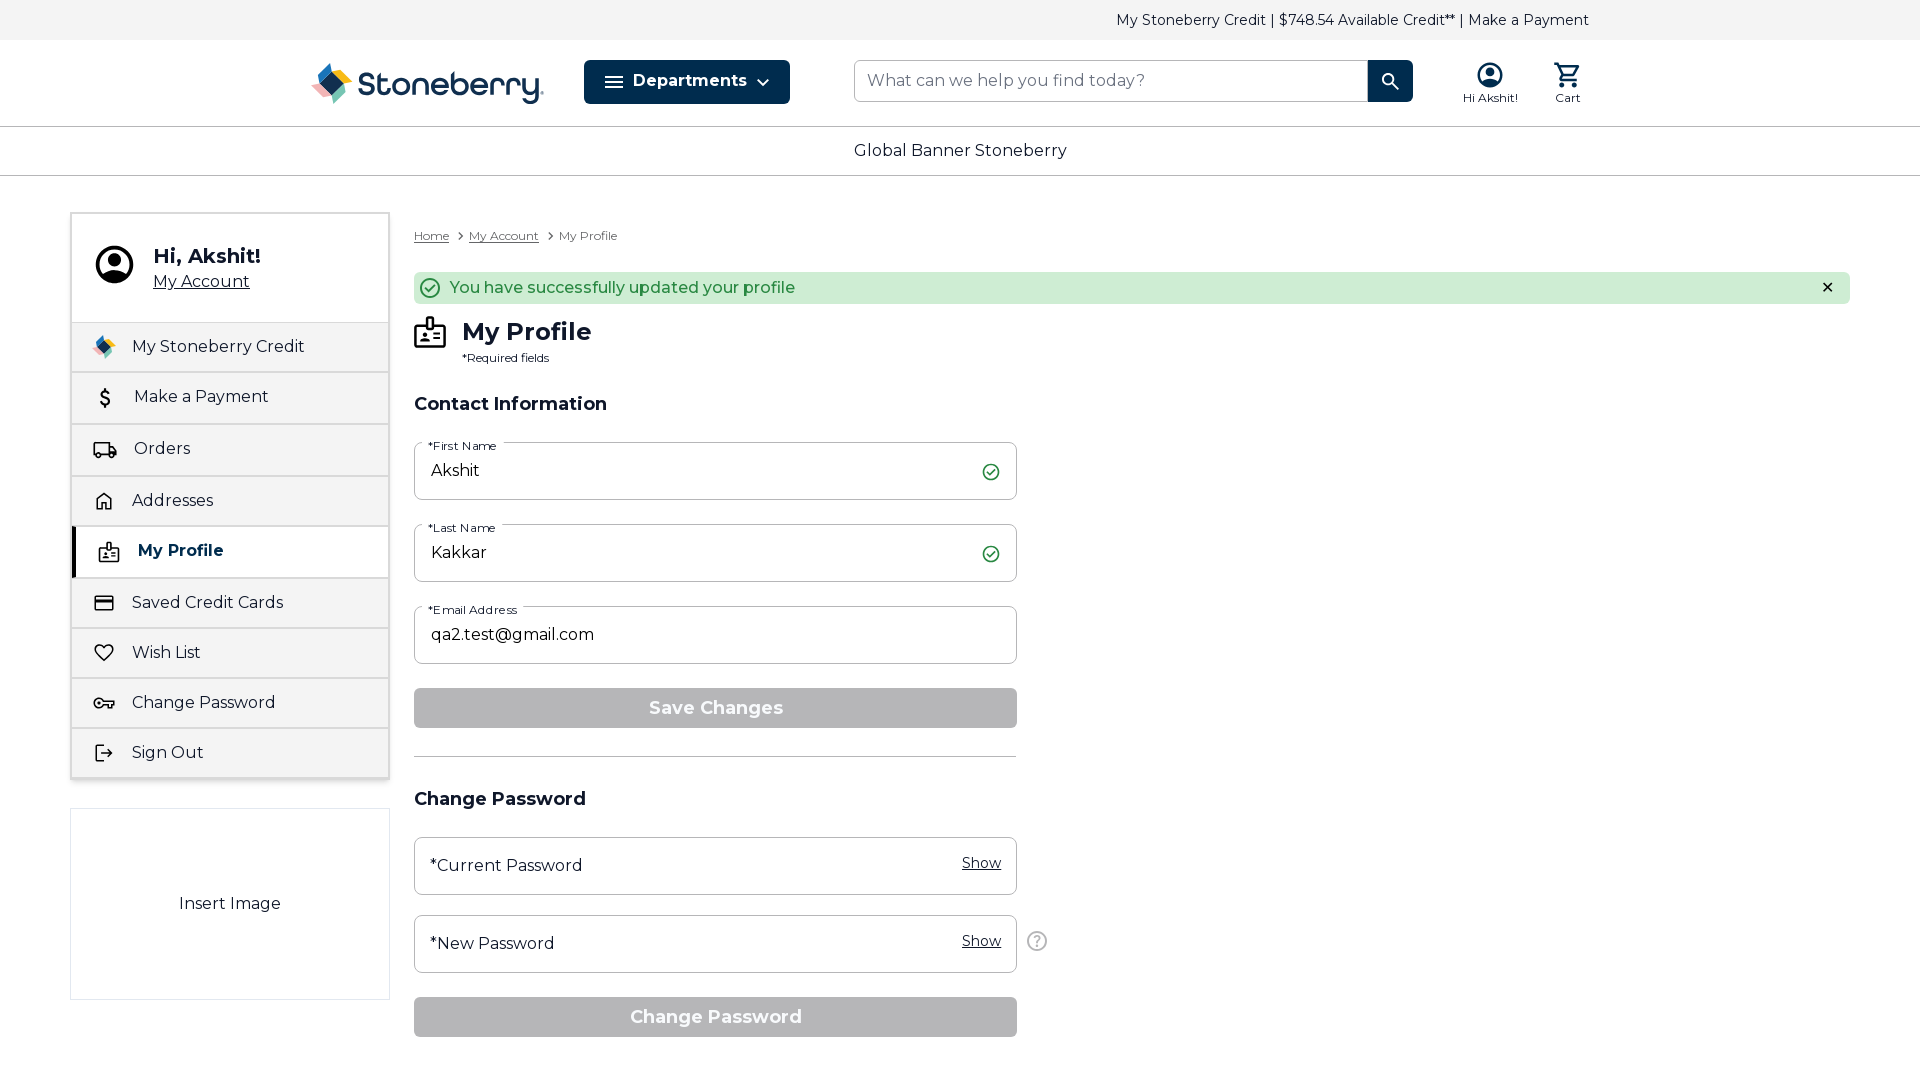 My Stoneberry Credit | $748.54 Available Credit** | Make a Payment
Stoneberry
Departments
What can we help you find today?
Hi Akshit!
Cart
Global Banner Stoneberry
Hi, Akshit!
My Account
My Stoneberry Credit
Make a Payment
Orders
Addresses
My Profile
Saved Credit Cards
Wish List
Change Password
Sign Out
Insert Image
Home > My Account > My Profile
You have successfully updated your profile
My Profile
*Required fields
Contact Information
*First Name
Akshit
*Last Name
Kakkar
*Email Address
qa2.test@gmail.com
Save Changes
Change Password
*Current Password Show
*New Password Show
Change Password